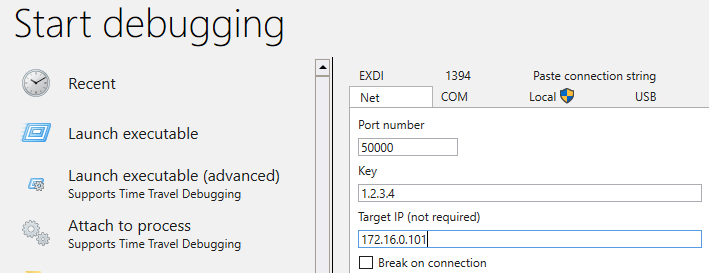 Start debugging
Recent
Launch executable
Launch executable (advanced)
Supports Time Travel Debugging
Attach to process
Supports Time Travel Debugging
EXDI 1394 Paste connection string
Net COM Local USB
Port number
50000
Key
1.2.3.4
Target IP (not required)
172.16.0.101
Break on connection